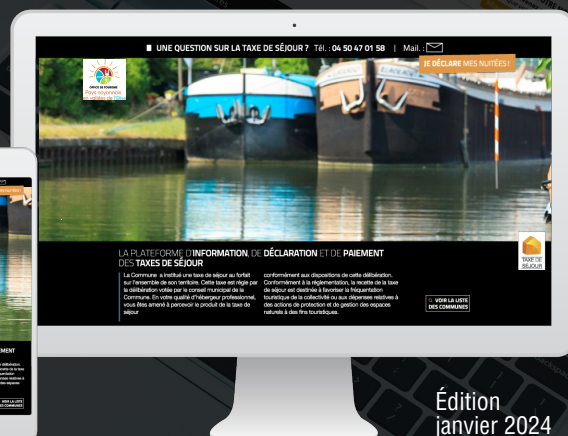 UNE QUESTION SUR LA TAXE DE SÉJOUR ? Tél. : 04 50 47 01 58 | Mail. :
JE DÉCLARE MES NUITÉES !
OFFICE DE TOURISME
Pays noyonnais
en vallées de l'Oise
LA PLATEFORME D'INFORMATION, DE DÉCLARATION ET DE PAIEMENT
DES TAXES DE SÉJOUR
La Commune a institué une taxe de séjour au forfait
sur l'ensemble de son territoire. Cette taxe est régie par
la délibération votée par le conseil municipal de la
Commune. En votre qualité d'hébergeur professionnel,
vous êtes amené à percevoir le produit de la taxe de
séjour
conformément aux dispositions de cette délibération.
Conformément à la réglementation, la recette de la taxe
de séjour est destinée à favoriser la fréquentation
touristique de la collectivité ou aux dépenses relatives à
des actions de protection et de gestion des espaces
naturels à des fins touristiques.
TAXE DE
SÉJOUR
VOIR LA LISTE
DES COMMUNES
Édition
janvier 2024